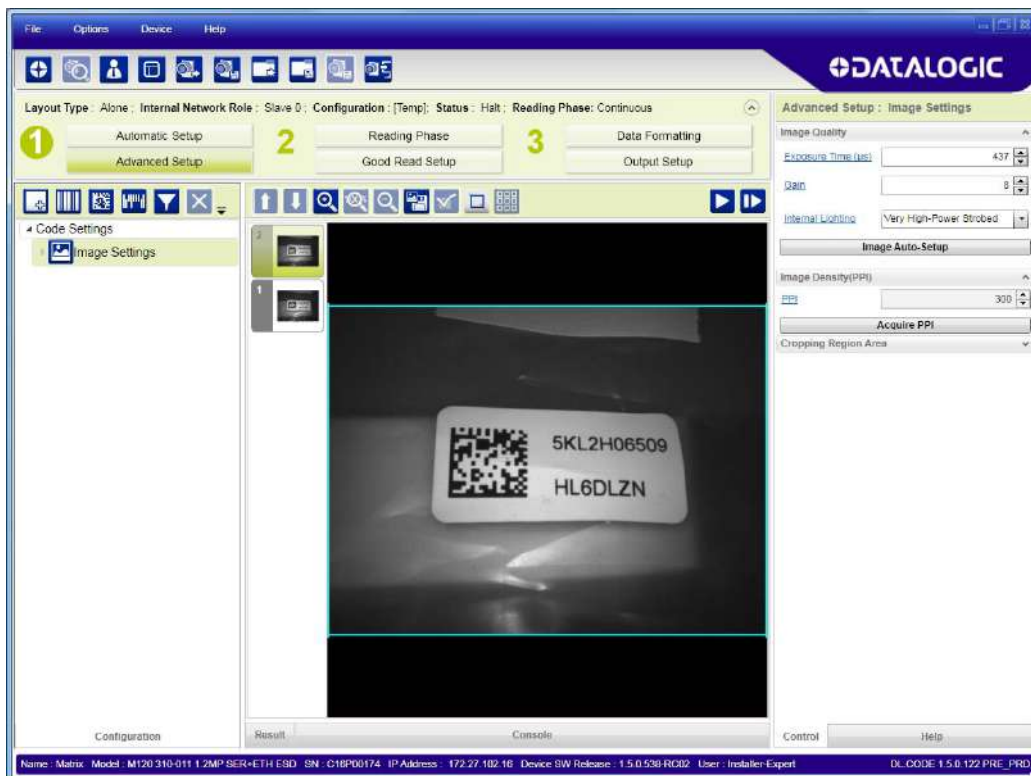 File Options Device Help
DATALOGIC
Layout Type : Alone ; Internal Network Role : Slave 0 ; Configuration : [Temp]; Status : Halt ; Reading Phase: Continuous
1 Automatic Setup 2 Reading Phase 3 Data Formatting
Advanced Setup Good Read Setup Output Setup
Code Settings
Image Settings
2
1
5KL2H06509
HL6DLZN
Configuration
Result Console
Advanced Setup : Image Settings
Image Quality
Exposure Time (µs) 437
Gain 8
Internal Lighting Very High-Power Strobed
Image Auto-Setup
Image Density(PPI)
PPI 300
Acquire PPI
Cropping Region Area
Control Help
Name : Matrix Model : M120 310-011 1.2MP SER+ETH ESD SN : C16P00174 IP Address : 172.27.102.16 Device SW Release : 1.5.0.538-RC02 User : Installer-Expert DL.CODE 1.5.0.122 PRE_PRD